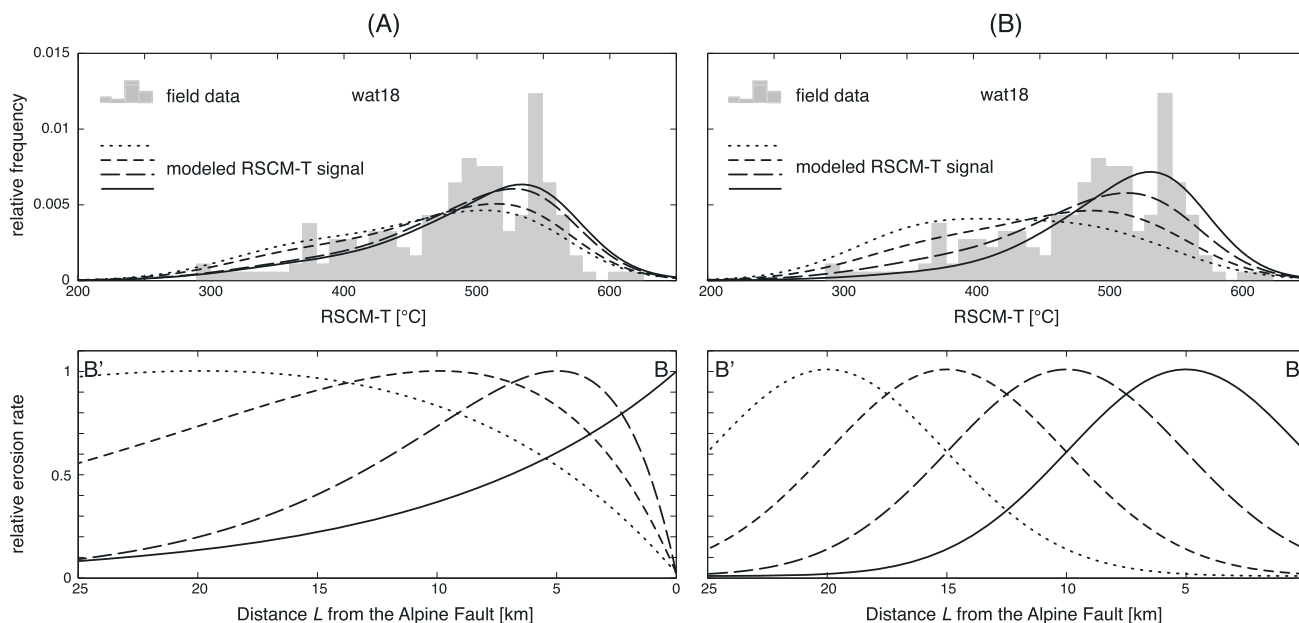 (A)
(B)
0.015
0.01
0.005
0
relative frequency
field data
wat18
modeled RSCM-T signal
200
300
400
500
600
RSCM-T [°C]
field data
wat18
modeled RSCM-T signal
200
300
400
500
600
RSCM-T [°C]
B'
B
1
0.5
0
relative erosion rate
25
20
15
10
5
0
Distance L from the Alpine Fault [km]
B'
B
25
20
15
10
5
Distance L from the Alpine Fault [km]